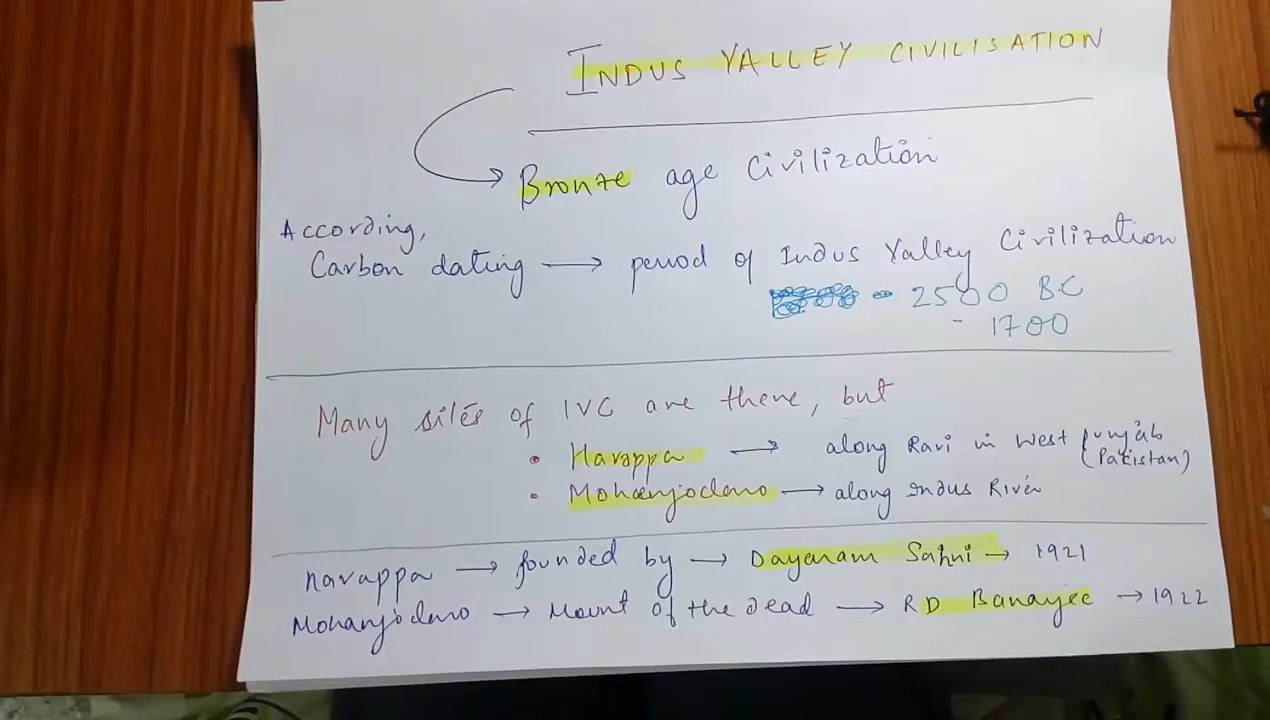 INDUS VALLEY CIVILISATION
Bronze age Civilization
According,
Carbon dating → period of Indus Valley Civilization
- 2500 BC
- 1700
Many sites of IVC are there, but
• Harappa → along Ravi in West Punjab
(Pakistan)
• Mohanjodaro → along Indus River
Harappa → founded by → Dayaram Sahni → 1921
Mohanjodaro → Mount of the dead → RD Banarjee → 1922